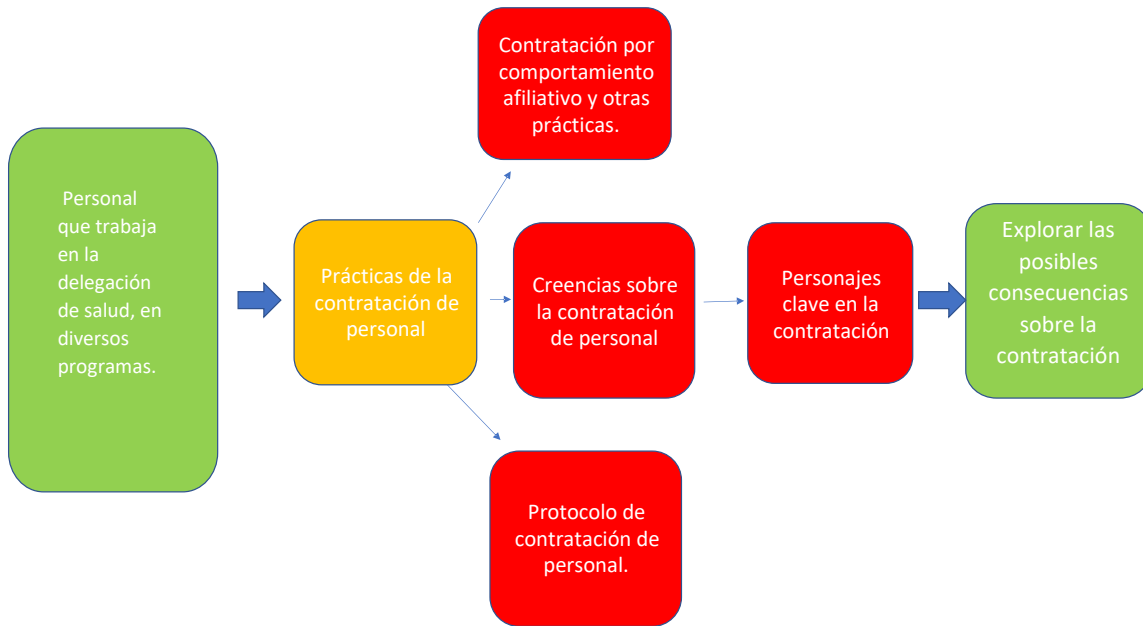 Personal
que trabaja
en la
delegación
de salud, en
diversos
programas.
Prácticas de la
contratación de
personal
Contratación por
comportamiento
afiliativo y otras
prácticas.
Creencias sobre
la contratación
de personal
Protocolo de
contratación de
personal.
Personajes
clave en la
contratación
Explorar las
posibles
consecuencias
sobre la
contratación